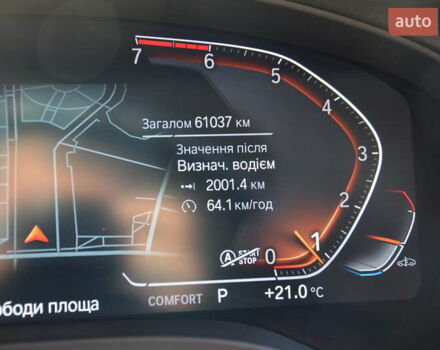 auto
7 6
5
4
3
2
1
0
Загалом 61037 км
Значення після
Визнач. водієм
2001.4 км
64.1 км/год
A START
STOP
COMFORT P +21.0 °C
ободи площа